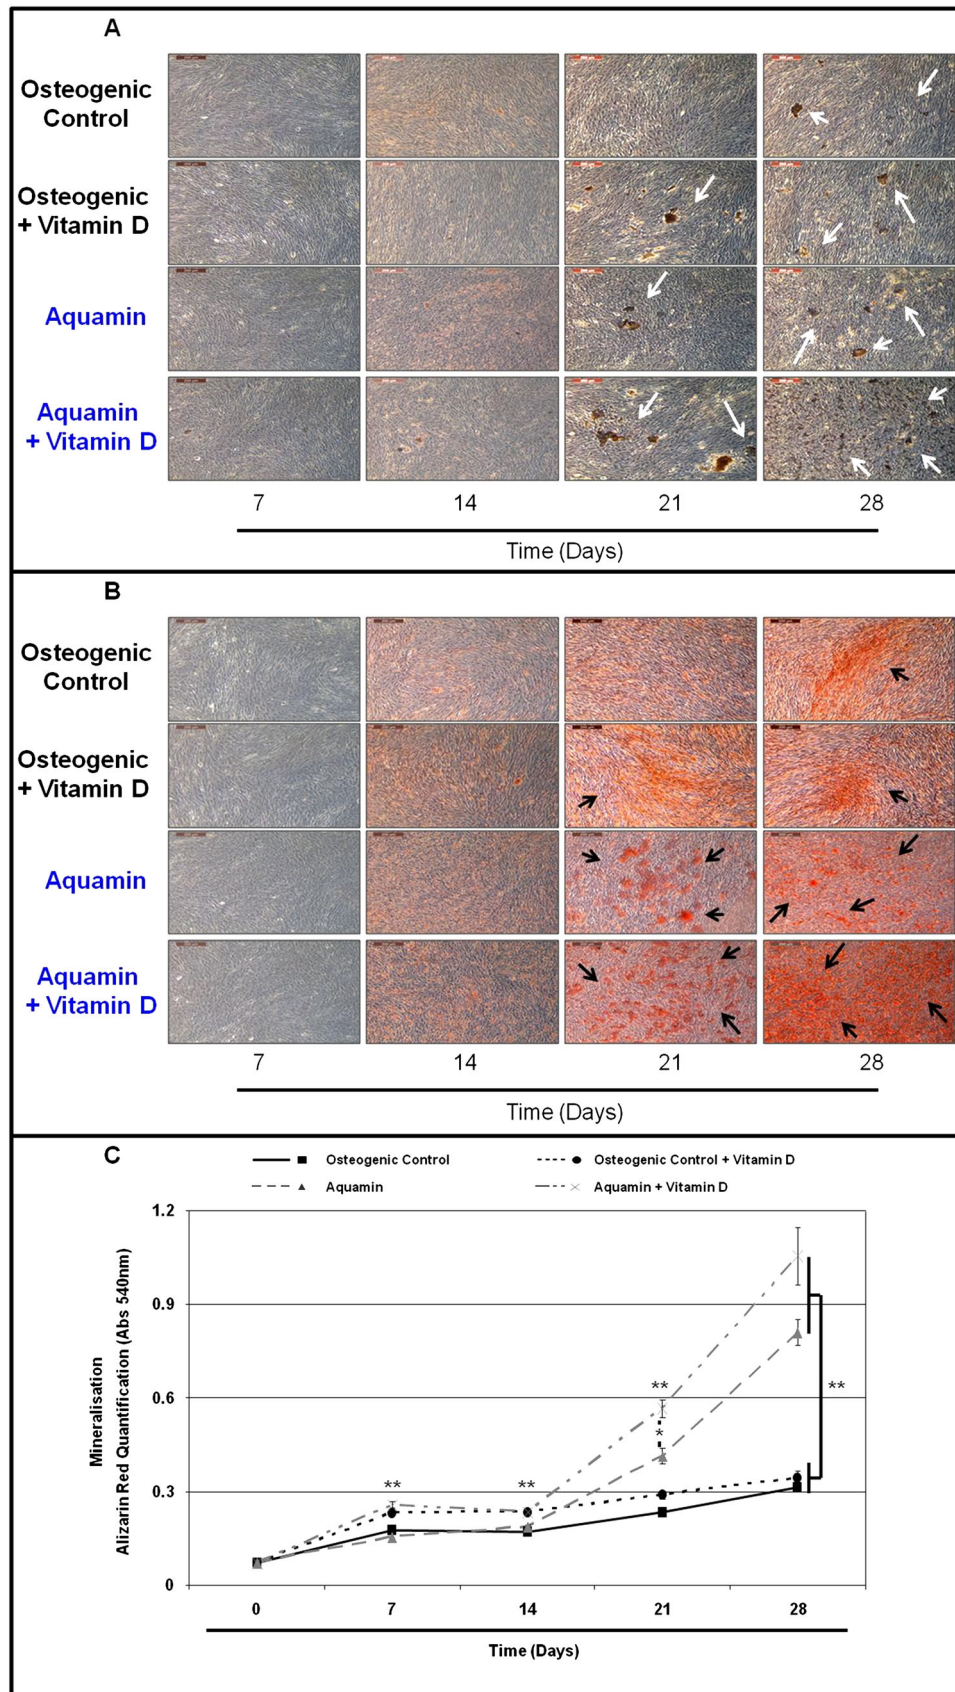 A
Osteogenic
Control
Osteogenic
+ Vitamin D
Aquamin
Aquamin
+ Vitamin D
7 14 21 28
Time (Days)
B
Osteogenic
Control
Osteogenic
+ Vitamin D
Aquamin
Aquamin
+ Vitamin D
7 14 21 28
Time (Days)
C
Osteogenic Control Osteogenic Control + Vitamin D
Aquamin Aquamin + Vitamin D
Mineralisation
Alizarin Red Quantification (Abs 540nm)
1.2
0.9
0.6
0.3
0
** ** ** * **
0 7 14 21 28
Time (Days)